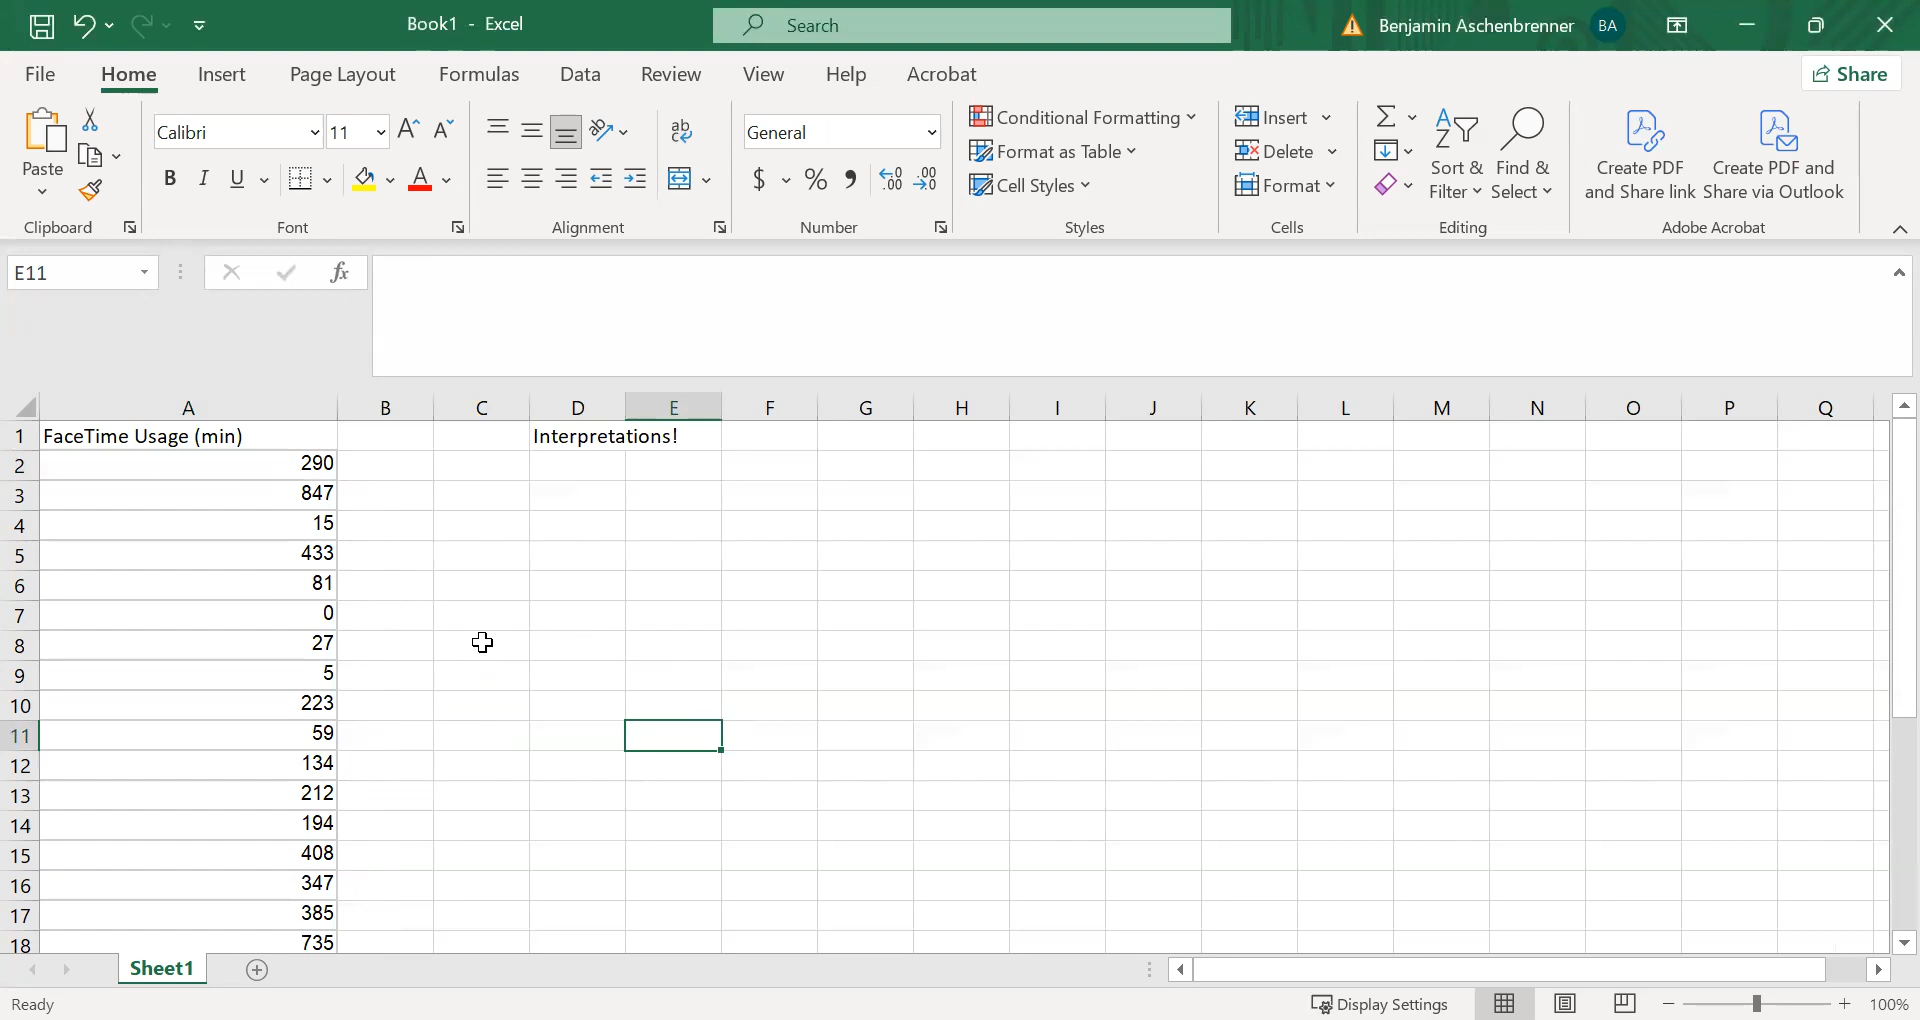 Book1 - Excel
Search
Benjamin Aschenbrenner BA
File Home Insert Page Layout Formulas Data Review View Help Acrobat
Share
Paste
Clipboard
Calibri 11
B I U A
Font
ab
Alignment
General
$ % 9
Number
Conditional Formatting
Format as Table
Cell Styles
Styles
Insert
Delete
Format
Cells
Sort & Filter
Find & Select
Editing
Create PDF and Share link
Create PDF and Share via Outlook
Adobe Acrobat
E11 fx
A B C D E F G H I J K L M N O P Q
1 FaceTime Usage (min) Interpretations!
2 290
3 847
4 15
5 433
6 81
7 0
8 27
9 5
10 223
11 59
12 134
13 212
14 194
15 408
16 347
17 385
18 735
Sheet1
Ready
Display Settings
100%